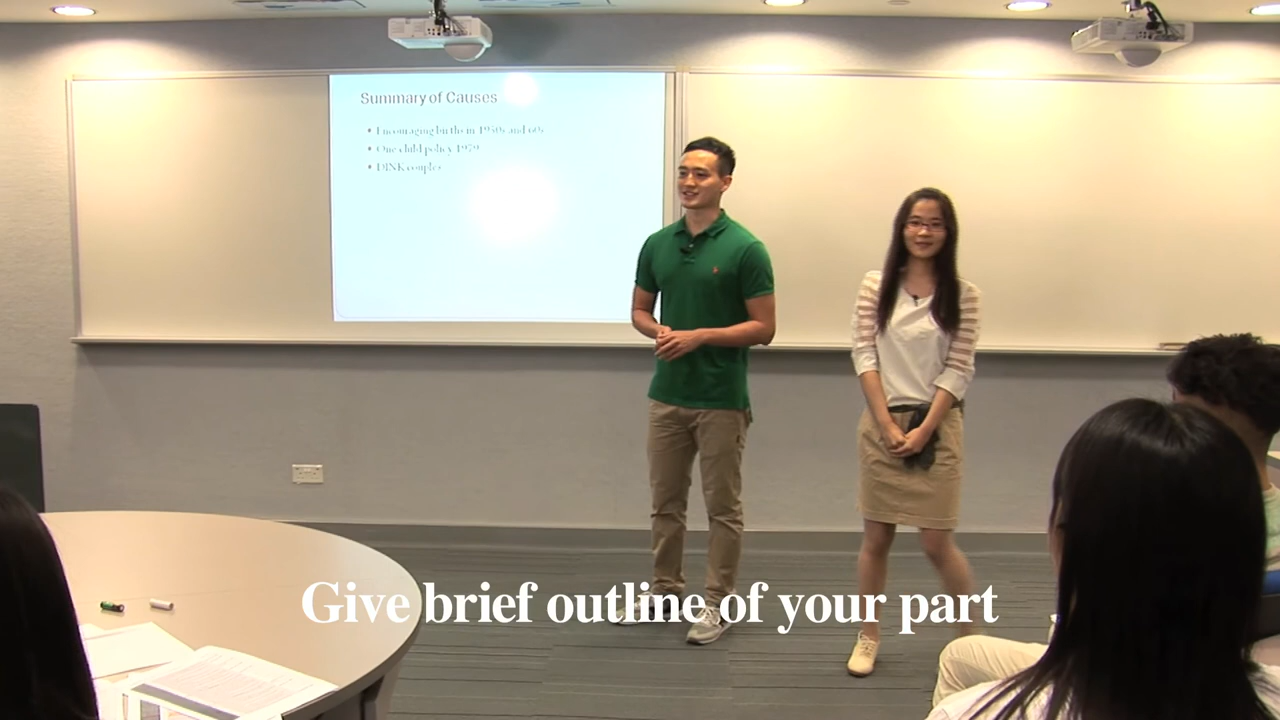 Summary of Causes
• Encouraging births in 1950s and 60s
• One child policy 1979
• DINK couples
Give brief outline of your part